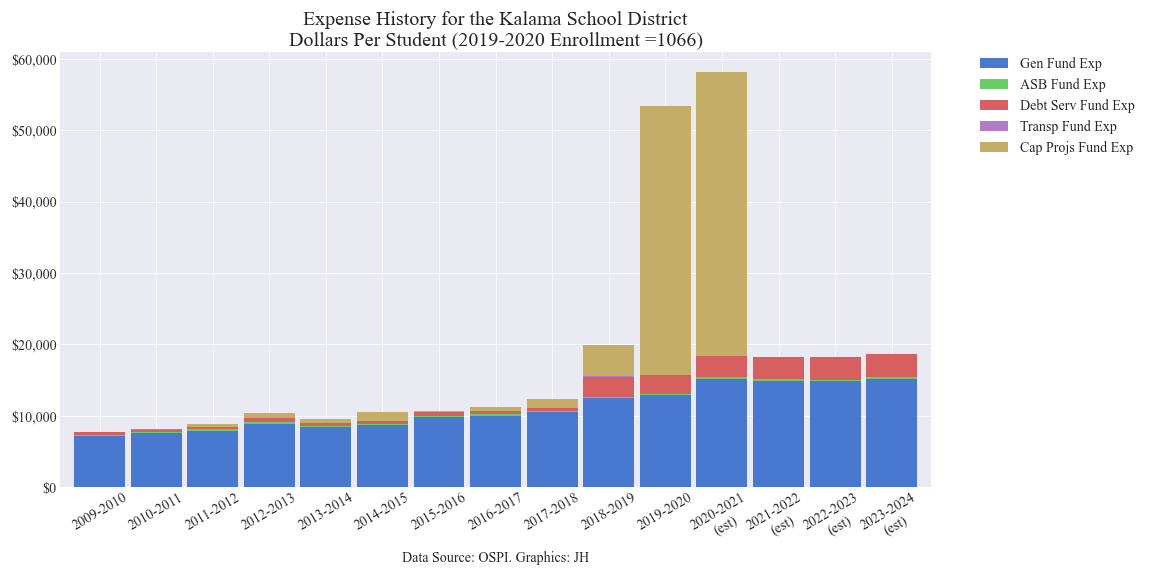 Expense History for the Kalama School District
Dollars Per Student (2019-2020 Enrollment =1066)
$60,000
$50,000
$40,000
$30,000
$20,000
$10,000
$0
Gen Fund Exp
ASB Fund Exp
Debt Serv Fund Exp
Transp Fund Exp
Cap Projs Fund Exp
2009-2010
2010-2011
2011-2012
2012-2013
2013-2014
2014-2015
2015-2016
2016-2017
2017-2018
2018-2019
2019-2020
2020-2021
(est)
2021-2022
(est)
2022-2023
(est)
2023-2024
(est)
Data Source: OSPI. Graphics: JH